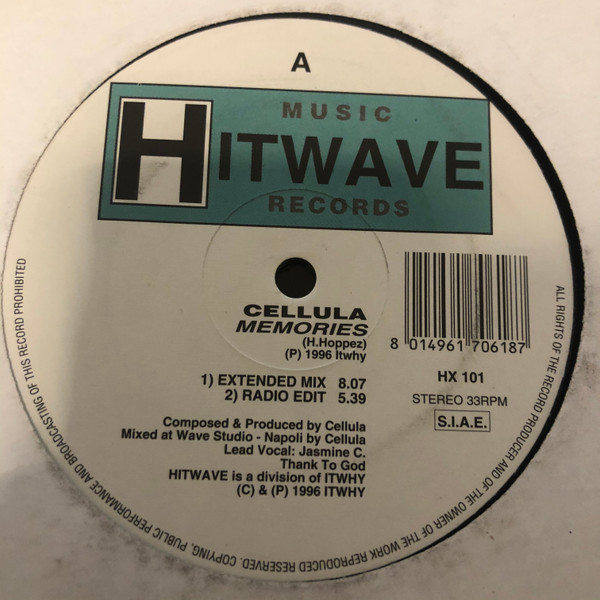 A
MUSIC
HITWAVE
RECORDS
CELLULA
MEMORIES
(H.Hoppez)
(P) 1996 Itwhy
8 014961 706187
1) EXTENDED MIX 8.07
2) RADIO EDIT 5.39
HX 101
STEREO 33RPM
S.I.A.E.
Composed & Produced by Cellula
Mixed at Wave Studio - Napoli by Cellula
Lead Vocal: Jasmine C.
Thank To God
HITWAVE is a division of ITWHY
(C) & (P) 1996 ITWHY
ALL RIGHTS OF THE RECORD PRODUCER AND OF THE OWNER OF THE WORK REPRODUCED RESERVED. COPYING, PUBLIC PERFORMANCE AND BROADCASTING OF THIS RECORD PROHIBITED